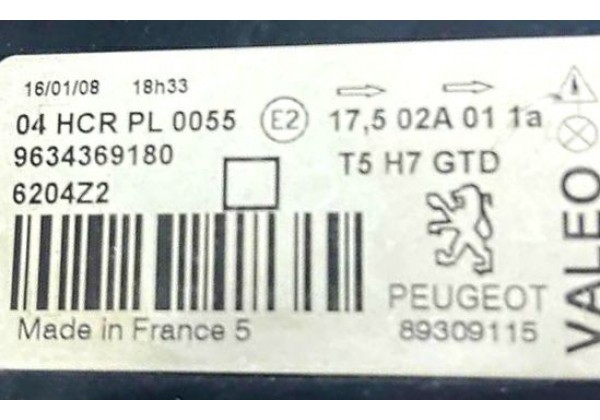 16/01/08 18h33
04 HCR PL 0055 E2 17,5 02A 01 1a
9634369180 T5 H7 GTD
6204Z2
PEUGEOT
Made in France 5 89309115
VALEO